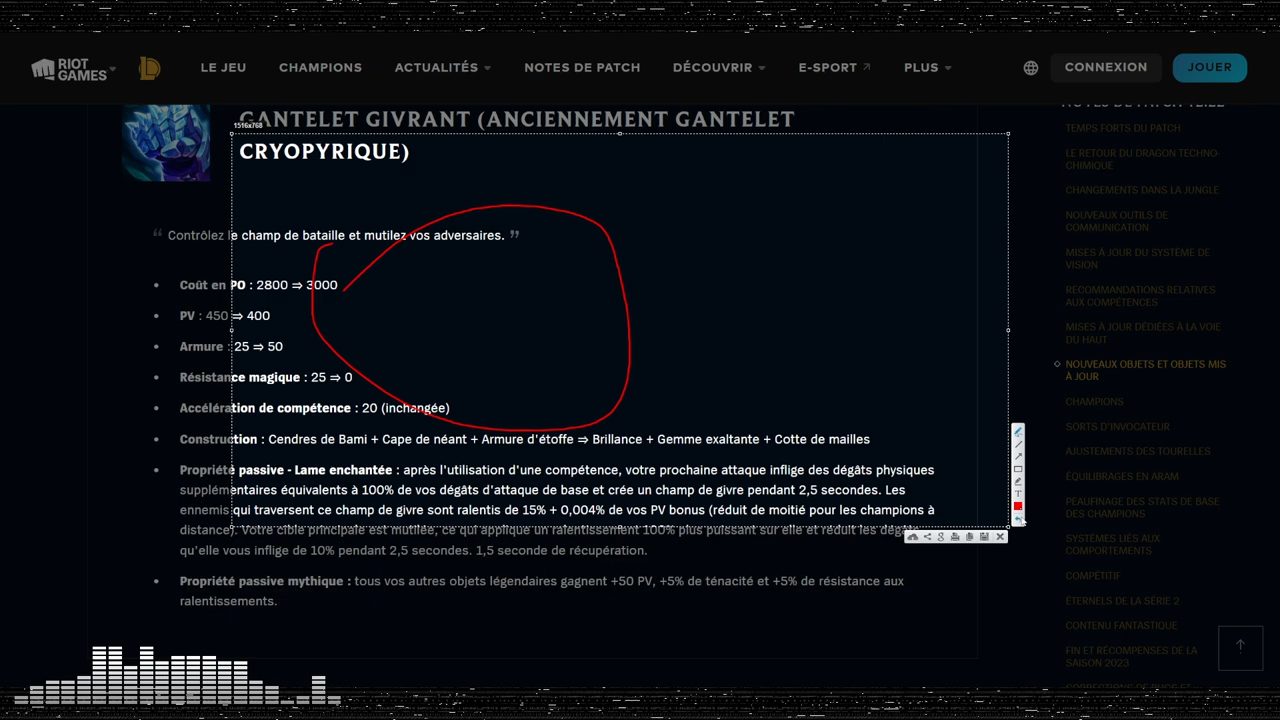 RIOT GAMES
LE JEU
CHAMPIONS
ACTUALITÉS
NOTES DE PATCH
DÉCOUVRIR
E-SPORT
PLUS
CONNEXION
JOUER
GANTELET GIVRANT (ANCIENNEMENT GANTELET
CRYOPYRIQUE)
1516x768
“ Contrôlez le champ de bataille et mutilez vos adversaires. ”
• Coût en PO : 2800 ⇒ 3000
• PV : 450 ⇒ 400
• Armure : 25 ⇒ 50
• Résistance magique : 25 ⇒ 0
• Accélération de compétence : 20 (inchangée)
• Construction : Cendres de Bami + Cape de néant + Armure d'étoffe ⇒ Brillance + Gemme exaltante + Cotte de mailles
• Propriété passive - Lame enchantée : après l'utilisation d'une compétence, votre prochaine attaque inflige des dégâts physiques
supplémentaires équivalents à 100% de vos dégâts d'attaque de base et crée un champ de givre pendant 2,5 secondes. Les
ennemis qui traversent ce champ de givre sont ralentis de 15% + 0,004% de vos PV bonus (réduit de moitié pour les champions à
distance). Votre cible principale est mutilée, ce qui applique un ralentissement 100% plus puissant sur elle et réduit les dégâts
qu'elle vous inflige de 10% pendant 2,5 secondes. 1,5 seconde de récupération.
• Propriété passive mythique : tous vos autres objets légendaires gagnent +50 PV, +5% de ténacité et +5% de résistance aux
ralentissements.
NOTES DE PATCH
TEMPS FORTS DU PATCH
LE RETOUR DU DRAGON TECHNO-
CHIMIQUE
CHANGEMENTS DANS LA JUNGLE
NOUVEAUX OUTILS DE
COMMUNICATION
MISES À JOUR DU SYSTÈME DE
VISION
RECOMMANDATIONS RELATIVES
AUX COMPÉTENCES
MISES À JOUR DÉDIÉES À LA VOIE
DU HAUT
NOUVEAUX OBJETS ET OBJETS MIS
À JOUR
CHAMPIONS
SORTS D'INVOCATEUR
AJUSTEMENTS DES TOURELLES
EQUILIBRAGES EN ARAM
PEAUFINAGE DES STATS DE BASE
DES CHAMPIONS
SYSTÈMES LIÉS AUX
COMPORTEMENTS
COMPÉTITIF
ÉTERNELS DE LA SÉRIE 2
CONTENU FANTASTIQUE
FIN ET RÉCOMPENSES DE LA
SAISON 2023